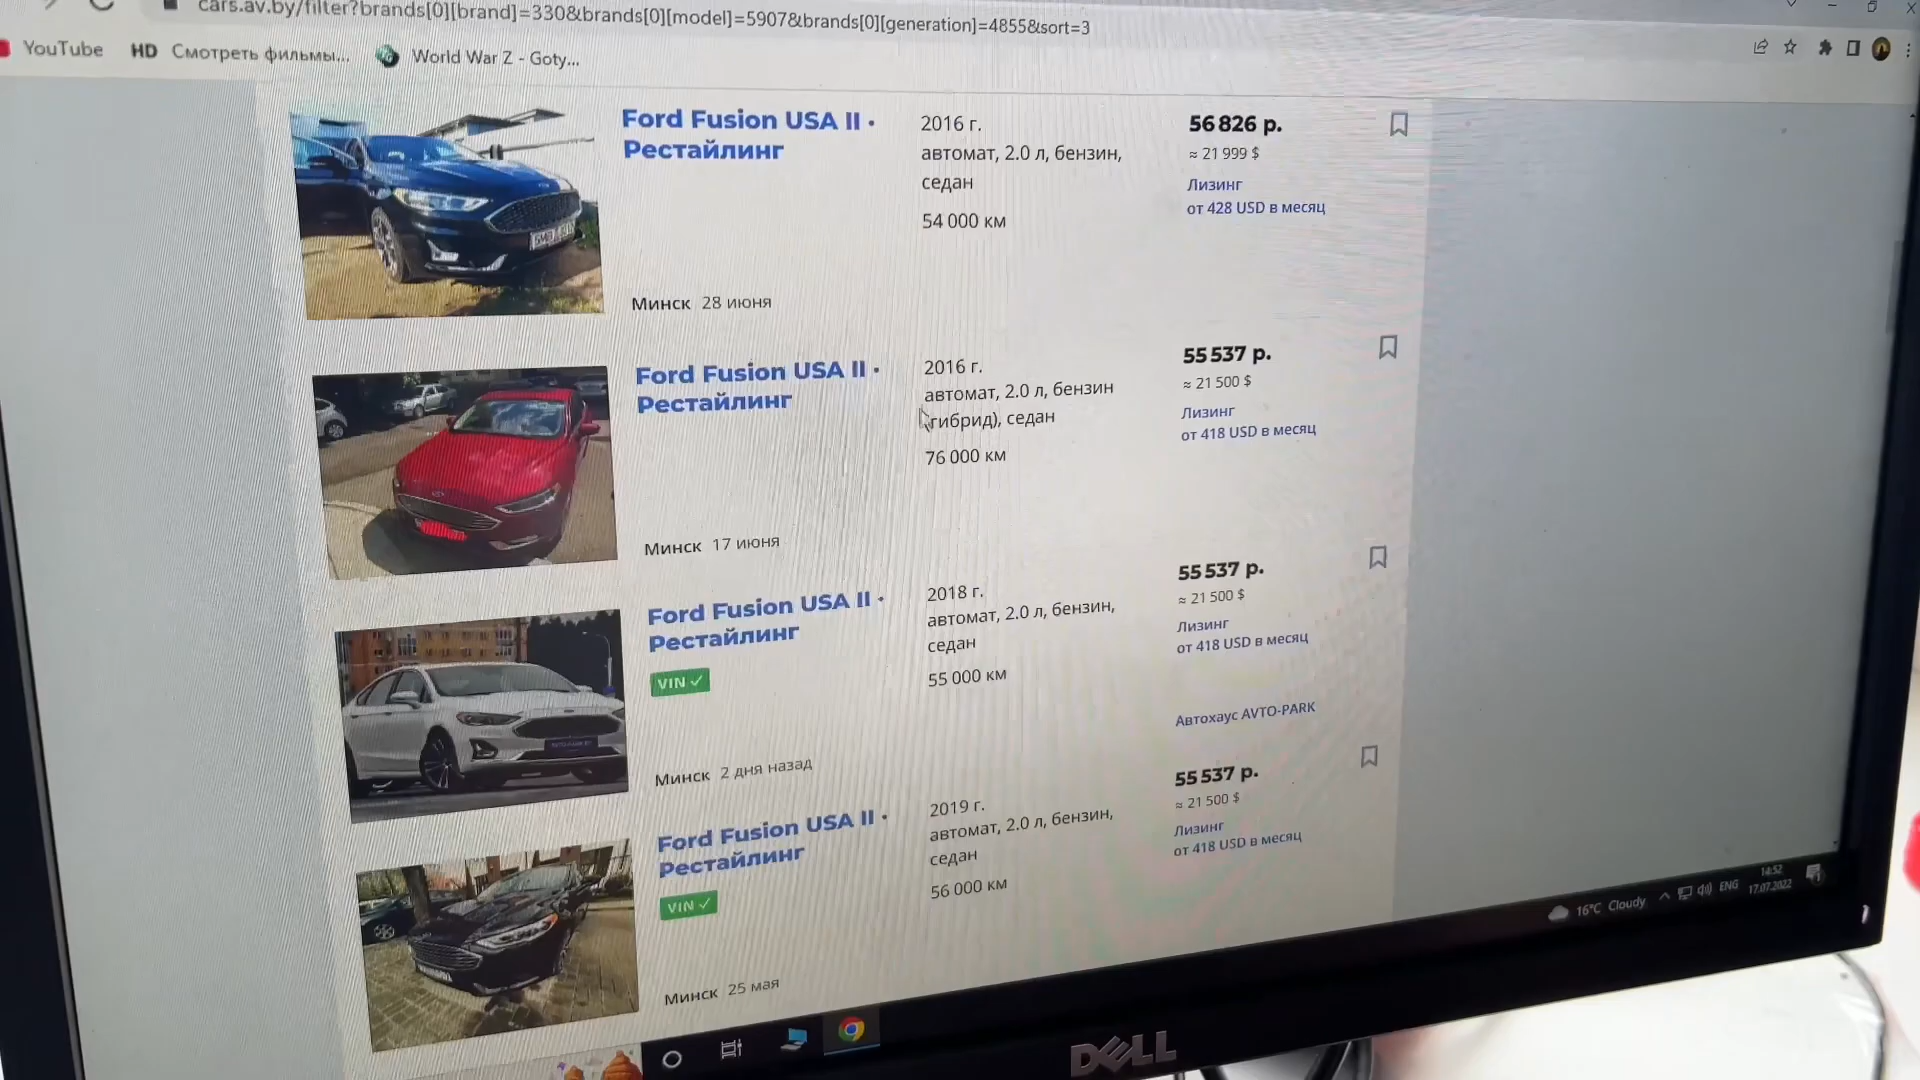 cars.av.by/filter?brands[0][brand]=330&brands[0][model]=5907&brands[0][generation]=4855&sort=3
YouTube
HD Смотреть фильмы...
World War Z - Goty...
Ford Fusion USA II •
Рестайлинг
2016 г.
автомат, 2.0 л, бензин,
седан
54 000 км
56 826 р.
≈ 21 999 $
Лизинг
от 428 USD в месяц
Минск 28 июня
Ford Fusion USA II •
Рестайлинг
2016 г.
автомат, 2.0 л, бензин
(гибрид), седан
76 000 км
55 537 р.
≈ 21 500 $
Лизинг
от 418 USD в месяц
Минск 17 июня
Ford Fusion USA II •
Рестайлинг
VIN ✓
2018 г.
автомат, 2.0 л, бензин,
седан
55 000 км
55 537 р.
≈ 21 500 $
Лизинг
от 418 USD в месяц
Автохаус AVTO-PARK
Минск 2 дня назад
Ford Fusion USA II •
Рестайлинг
VIN ✓
2019 г.
автомат, 2.0 л, бензин,
седан
56 000 км
55 537 р.
≈ 21 500 $
Лизинг
от 418 USD в месяц
Минск 25 мая
16°C Cloudy
ENG
14:52
17.07.2022
DELL